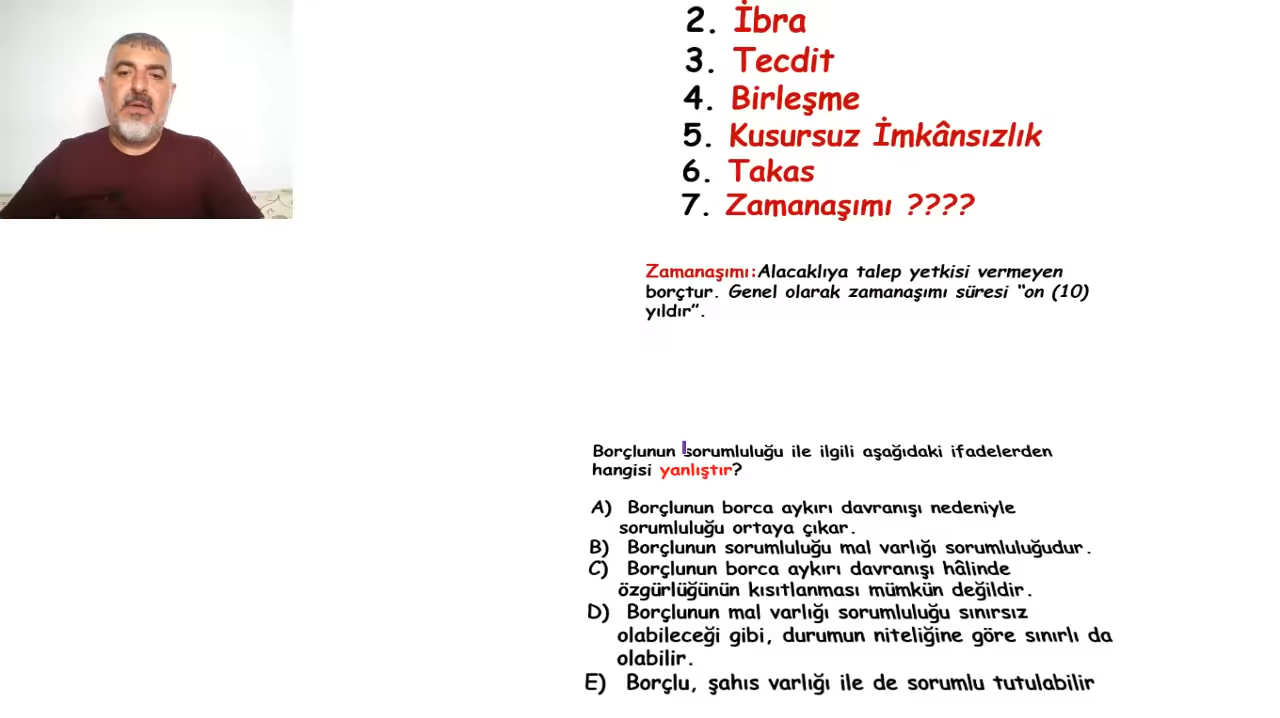 2. İbra
3. Tecdit
4. Birleşme
5. Kusursuz İmkânsızlık
6. Takas
7. Zamanaşımı ????
Zamanaşımı:Alacaklıya talep yetkisi vermeyen
borçtur. Genel olarak zamanaşımı süresi “on (10)
yıldır”.
Borçlunun sorumluluğu ile ilgili aşağıdaki ifadelerden
hangisi yanlıştır?
A) Borçlunun borca aykırı davranışı nedeniyle
sorumluluğu ortaya çıkar.
B) Borçlunun sorumluluğu mal varlığı sorumluluğudur.
C) Borçlunun borca aykırı davranışı hâlinde
özgürlüğünün kısıtlanması mümkün değildir.
D) Borçlunun mal varlığı sorumluluğu sınırsız
olabileceği gibi, durumun niteliğine göre sınırlı da
olabilir.
E) Borçlu, şahıs varlığı ile de sorumlu tutulabilir